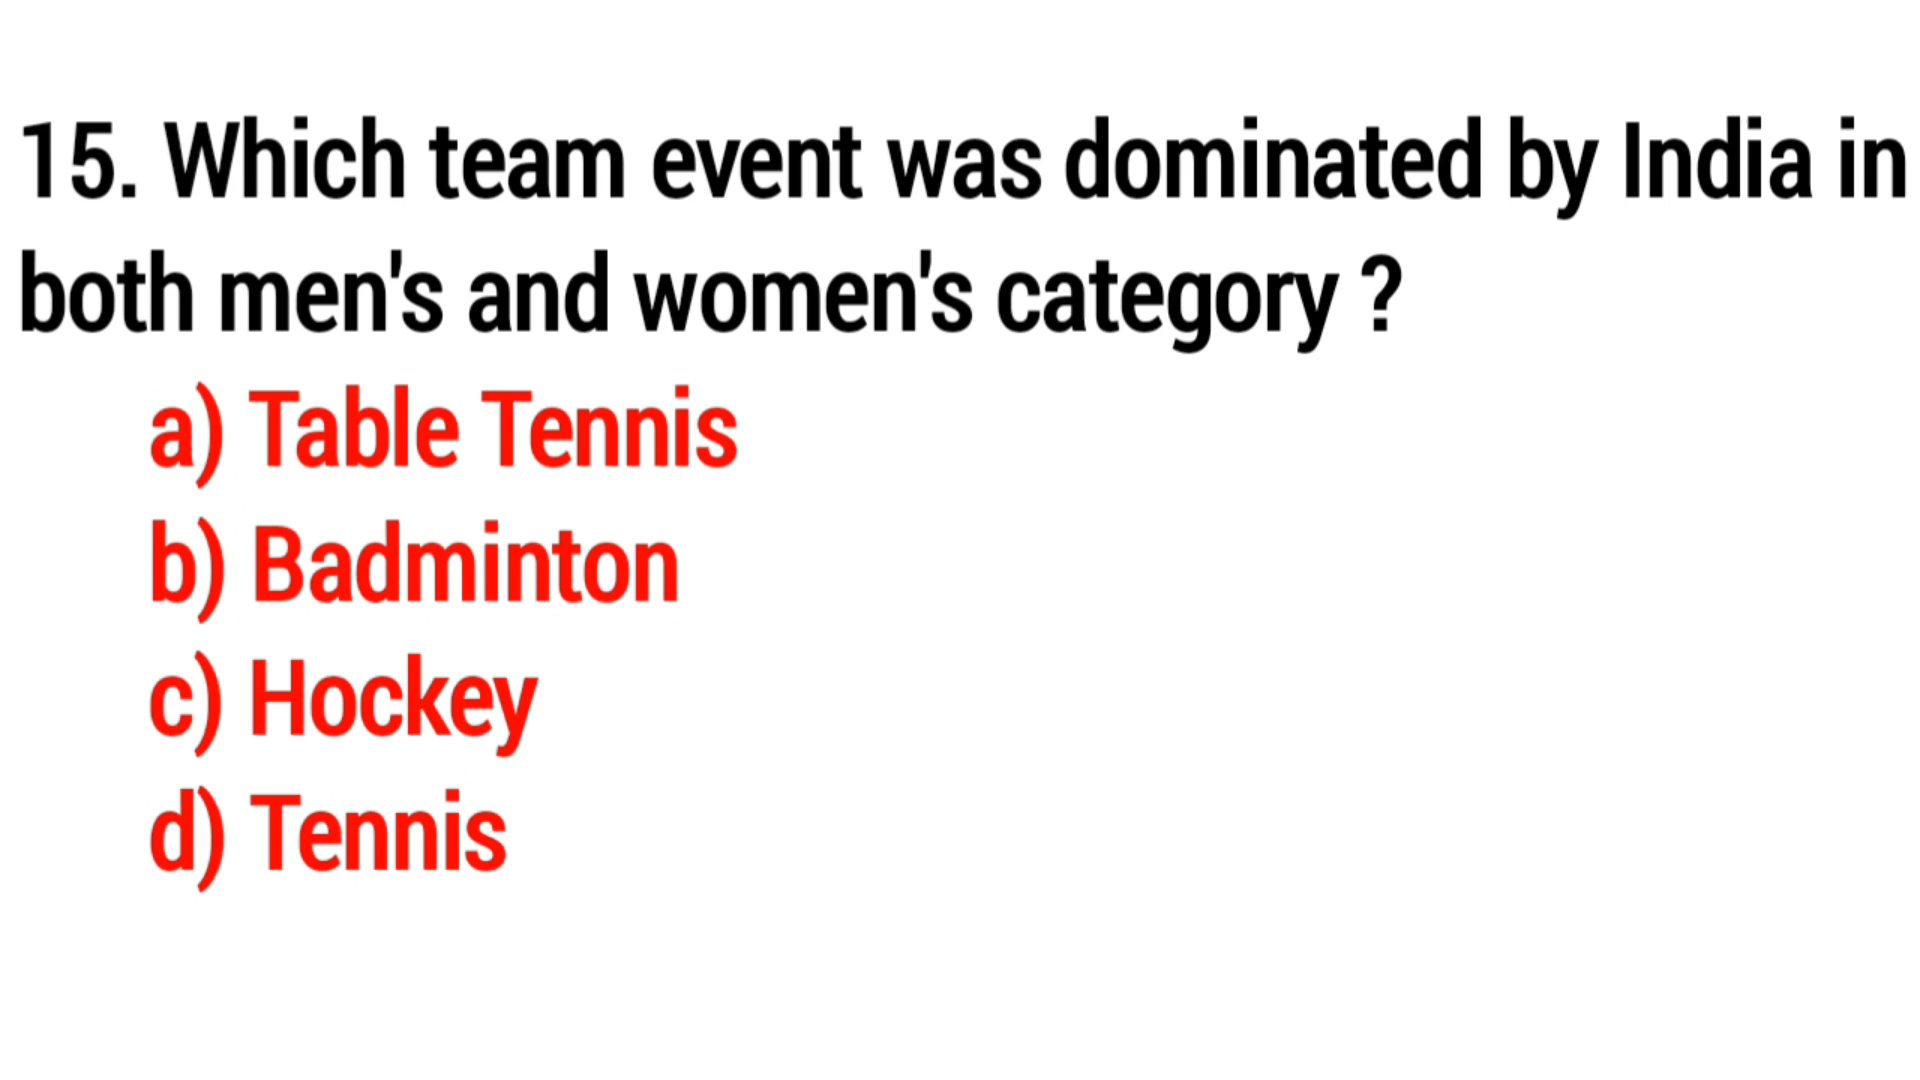 15. Which team event was dominated by India in
both men's and women's category ?
a) Table Tennis
b) Badminton
c) Hockey
d) Tennis